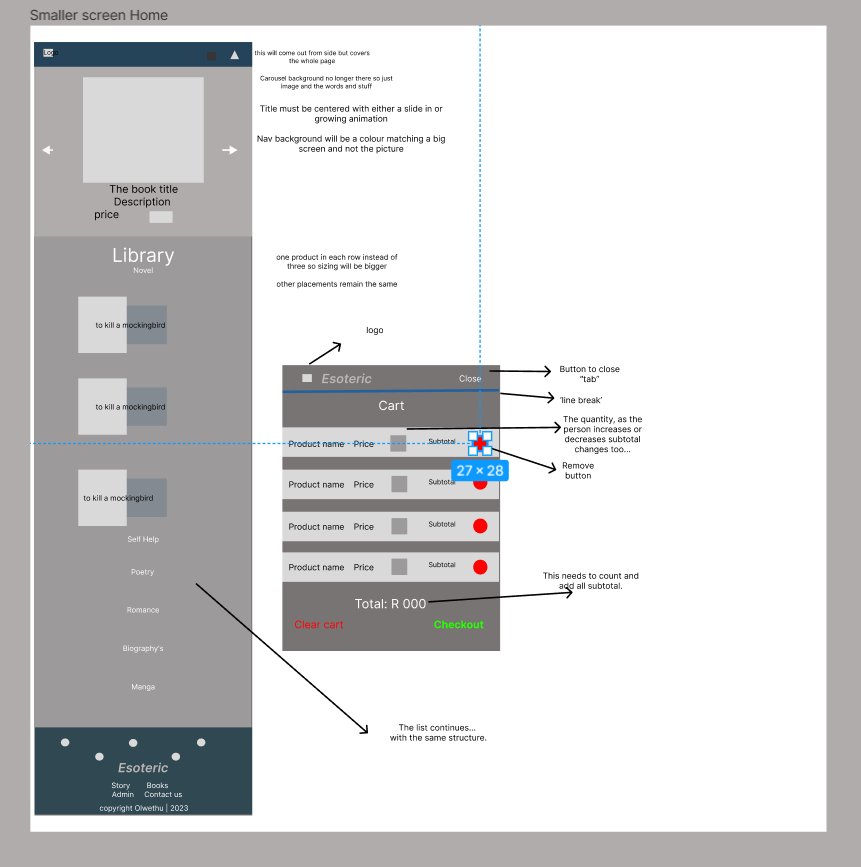 Smaller screen Home
Logo
this will come out from side but covers
the whole page
Carousel background no longer there so just
image and the words and stuff
Title must be centered with either a slide in or
growing animation
Nav background will be a colour matching a big
screen and not the picture
The book title
Description
price
Library
Novel
one product in each row instead of
three so sizing will be bigger
other placements remain the same
to kill a mockingbird
to kill a mockingbird
to kill a mockingbird
Self Help
Poetry
Romance
Biography's
Manga
logo
Esoteric
Close
Button to close
"tab"
'line break'
Cart
The quantity, as the
person increases or
decreases subtotal
changes too...
Product name Price Subtotal
27 × 28
Remove
button
Product name Price Subtotal
Product name Price Subtotal
Product name Price Subtotal
This needs to count and
add all subtotal.
Total: R 000
Clear cart
Checkout
The list continues...
with the same structure.
Esoteric
Story Books
Admin Contact us
copyright Olwethu | 2023